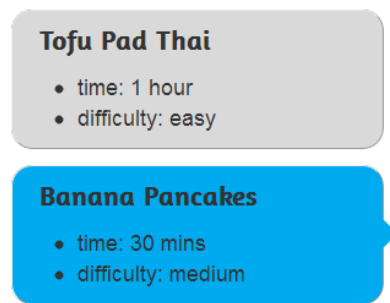 Tofu Pad Thai
• time: 1 hour
• difficulty: easy
Banana Pancakes
• time: 30 mins
• difficulty: medium